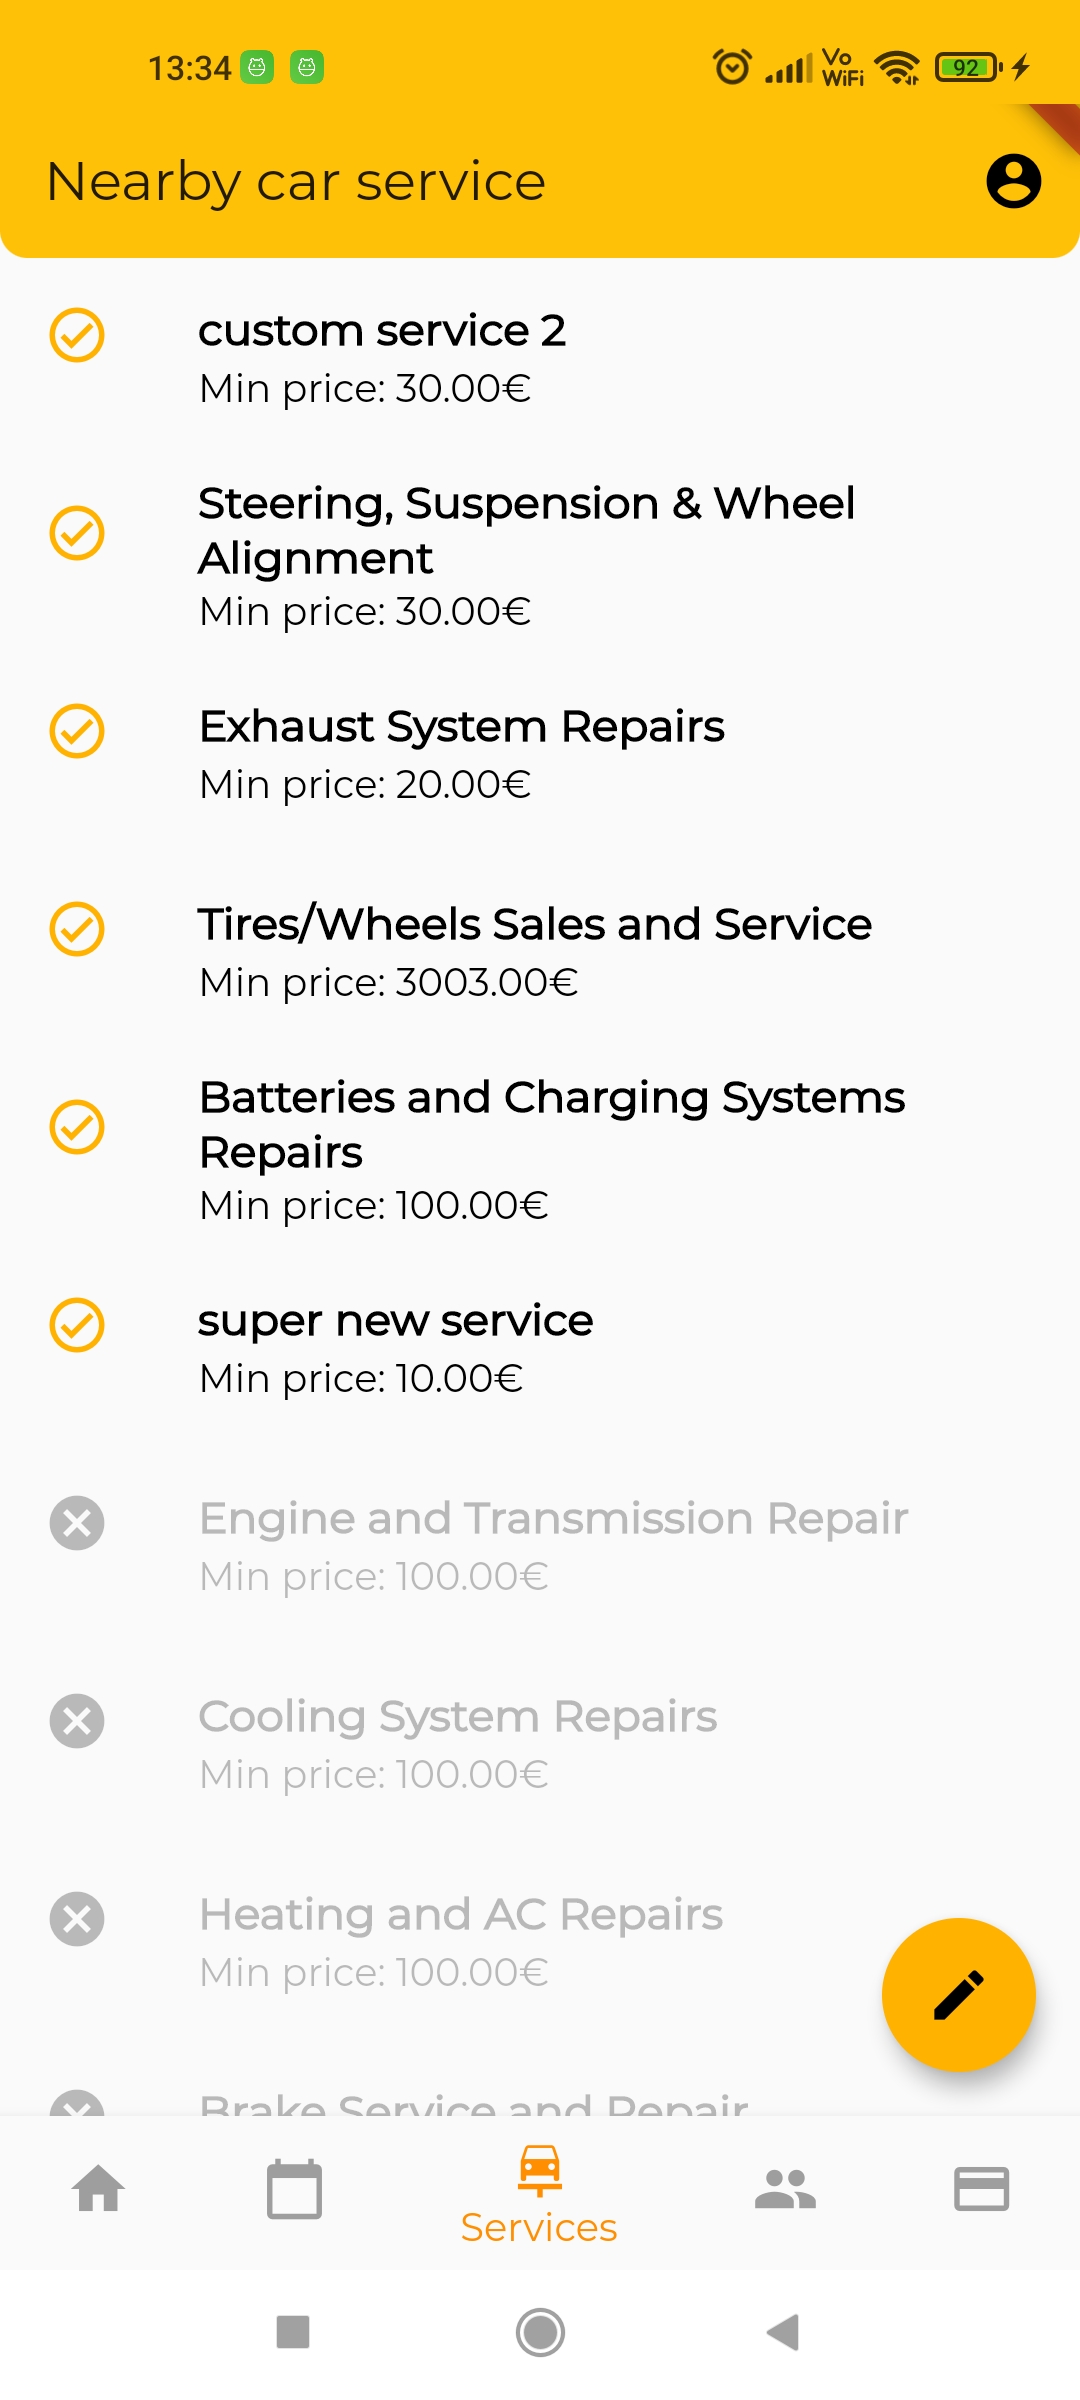 13:34
Vo
WiFi
92
Nearby car service
custom service 2
Min price: 30.00€
Steering, Suspension & Wheel
Alignment
Min price: 30.00€
Exhaust System Repairs
Min price: 20.00€
Tires/Wheels Sales and Service
Min price: 3003.00€
Batteries and Charging Systems
Repairs
Min price: 100.00€
super new service
Min price: 10.00€
Engine and Transmission Repair
Min price: 100.00€
Cooling System Repairs
Min price: 100.00€
Heating and AC Repairs
Min price: 100.00€
Brake Service and Repair
Services